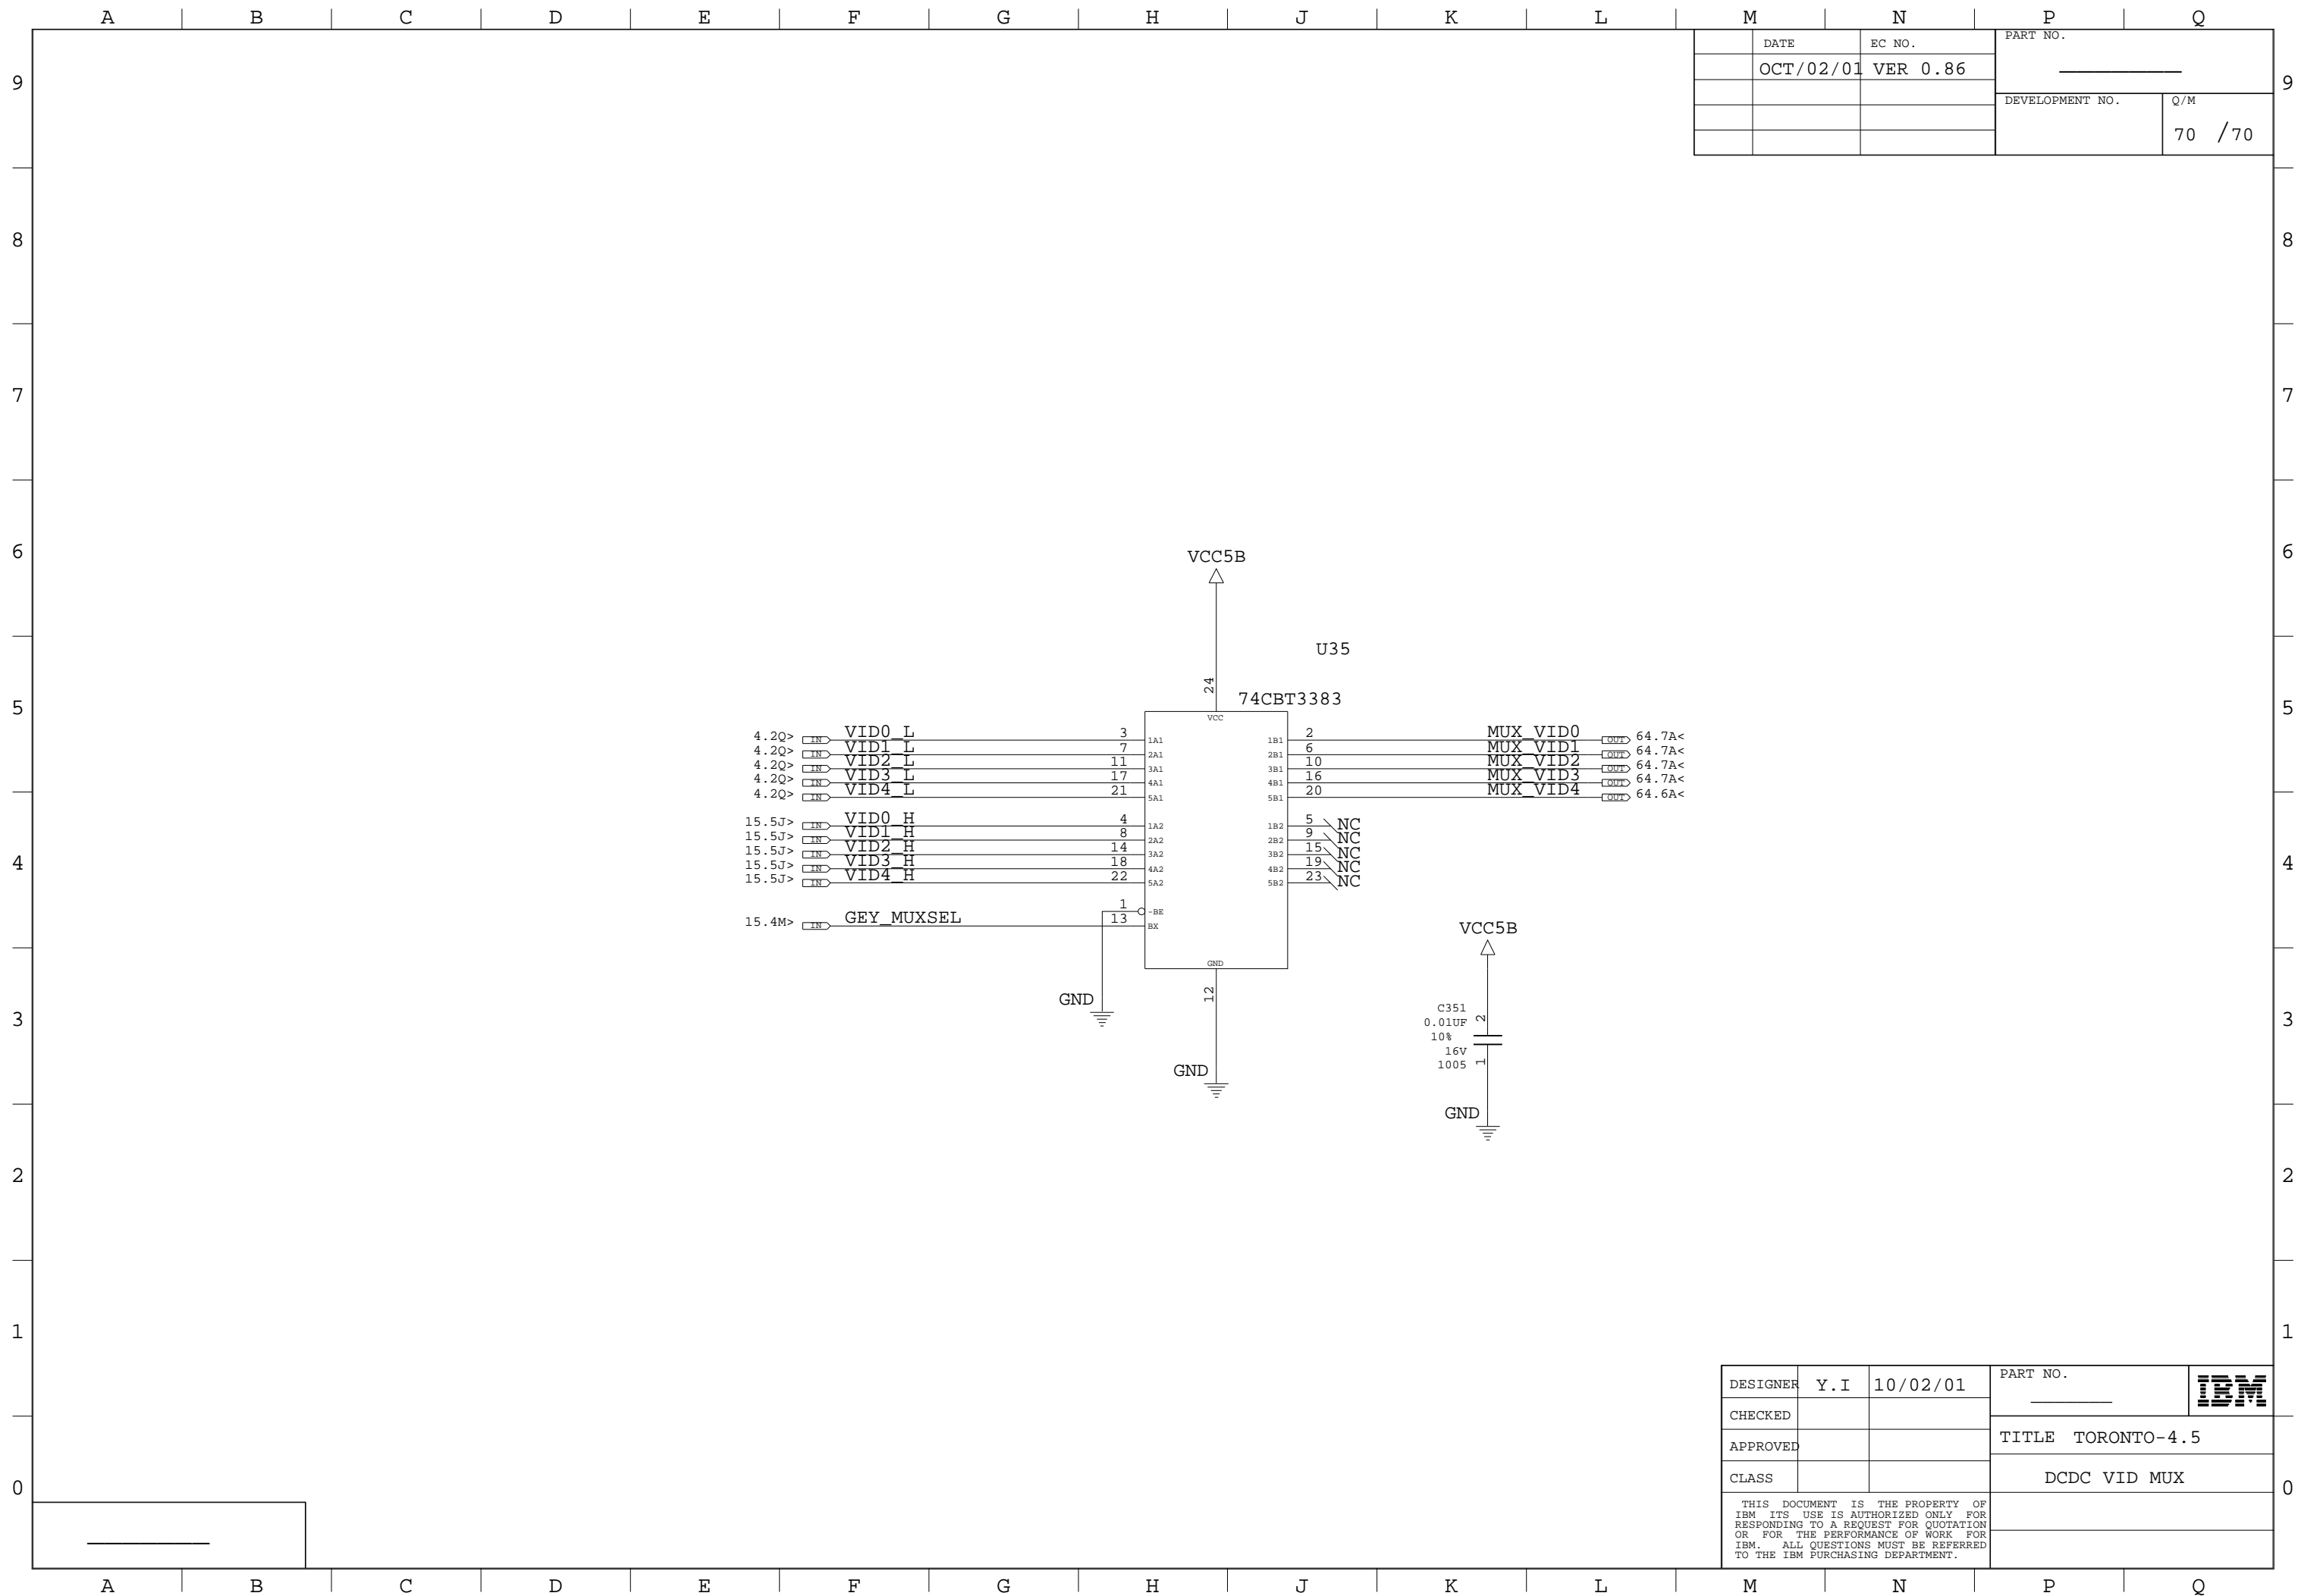 A B C D E F G H J K L M N P Q
DATE EC NO. PART NO.
OCT/02/01 VER 0.86
9 9
DEVELOPMENT NO. Q/M
70 /70
8 8
7 7
6 6
VCC5B
U35
24
74CBT3383
5 5
VCC
4.2Q> IN VID0_L 3 1A1 1B1 2 MUX_VID0 OUT 64.7A<
4.2Q> IN VID1_L 7 2A1 2B1 6 MUX_VID1 OUT 64.7A<
4.2Q> IN VID2_L 11 3A1 3B1 10 MUX_VID2 OUT 64.7A<
4.2Q> IN VID3_L 17 4A1 4B1 16 MUX_VID3 OUT 64.7A<
4.2Q> IN VID4_L 21 5A1 5B1 20 MUX_VID4 OUT 64.6A<
15.5J> IN VID0_H 4 1A2 1B2 5 NC
15.5J> IN VID1_H 8 2A2 2B2 9 NC
15.5J> IN VID2_H 14 3A2 3B2 15 NC
15.5J> IN VID3_H 18 4A2 4B2 19 NC
15.5J> IN VID4_H 22 5A2 5B2 23 NC
4 4
1 -BE
15.4M> IN GEY_MUXSEL 13 BX
VCC5B
GND
12
GND
C351
0.01UF 2
10%
16V
1005 1
3 3
GND
GND
2 2
1 1
DESIGNER Y.I 10/02/01 PART NO. IBM
CHECKED
APPROVED TITLE TORONTO-4.5
CLASS DCDC VID MUX
0 0
THIS DOCUMENT IS THE PROPERTY OF
IBM ITS USE IS AUTHORIZED ONLY FOR
RESPONDING TO A REQUEST FOR QUOTATION
OR FOR THE PERFORMANCE OF WORK FOR
IBM. ALL QUESTIONS MUST BE REFERRED
TO THE IBM PURCHASING DEPARTMENT.
A B C D E F G H J K L M N P Q